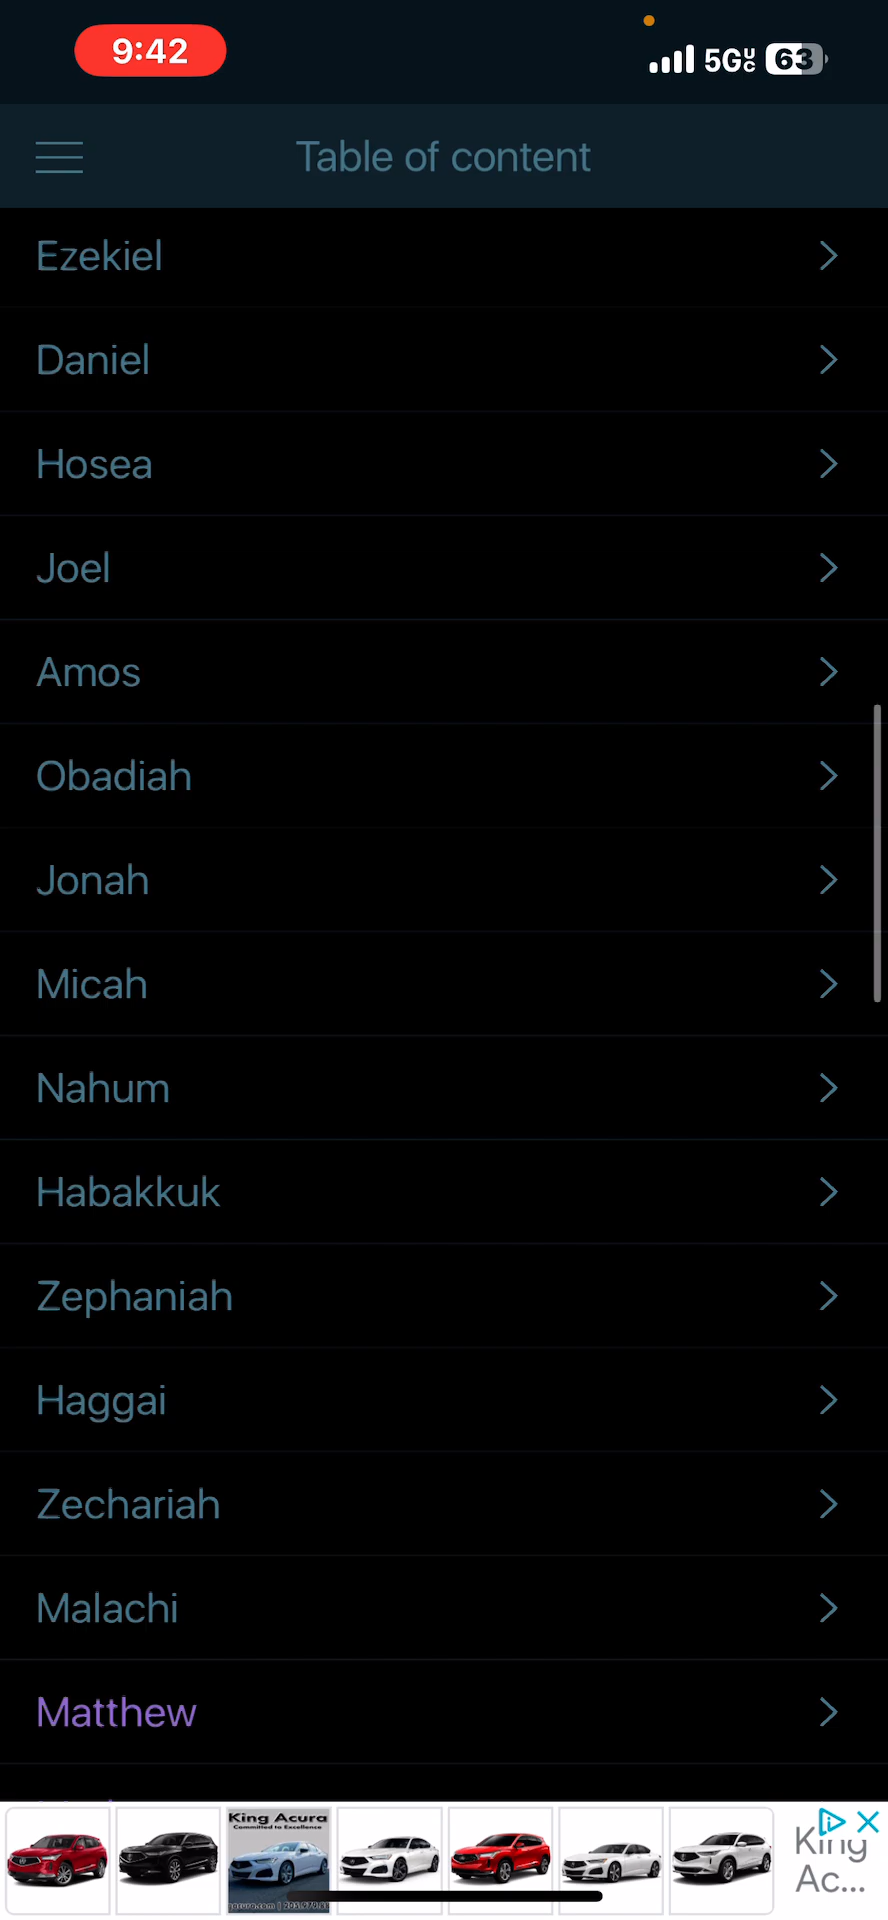 9:42
5GUC 63
Table of content
Ezekiel
Daniel
Hosea
Joel
Amos
Obadiah
Jonah
Micah
Nahum
Habakkuk
Zephaniah
Haggai
Zechariah
Malachi
Matthew
King Acura
Committed to Excellence
King
Ac...